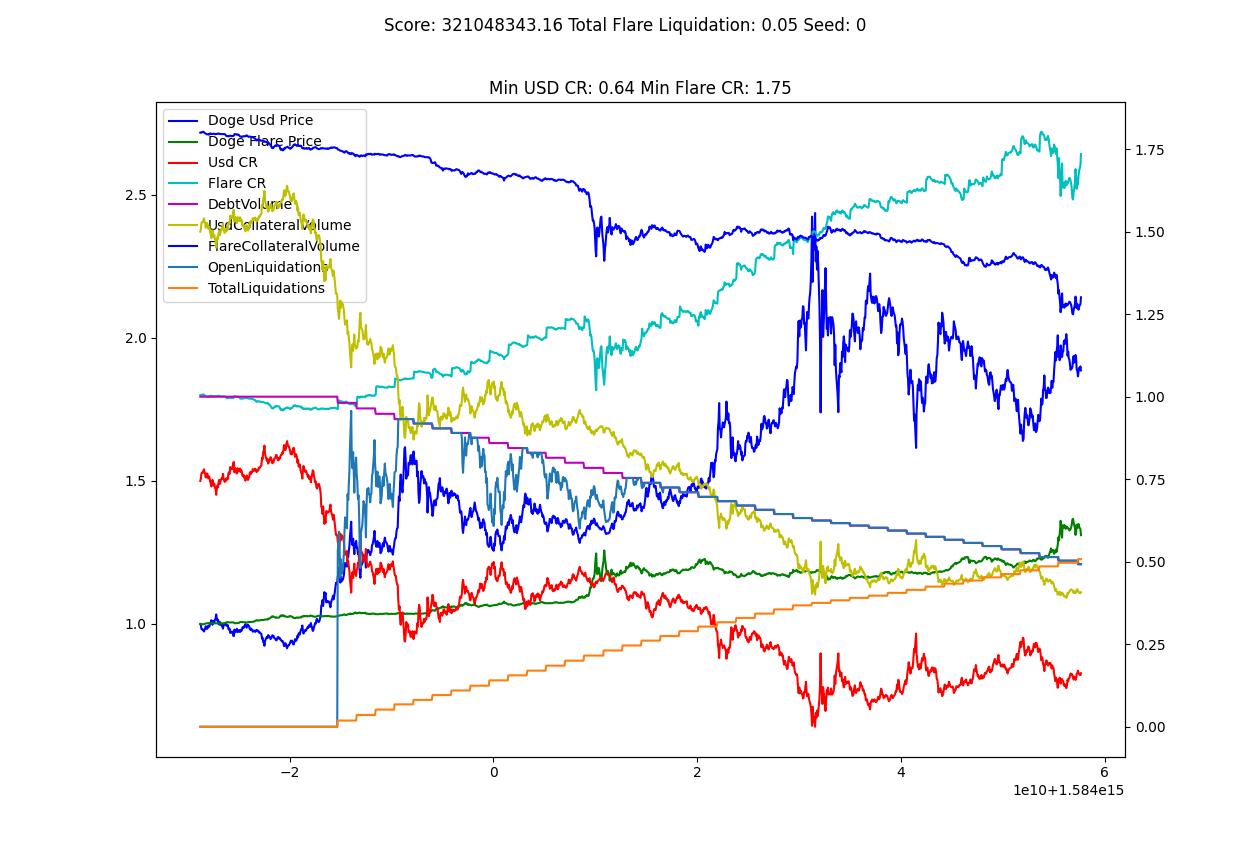 Score: 321048343.16 Total Flare Liquidation: 0.05 Seed: 0
Min USD CR: 0.64 Min Flare CR: 1.75
Doge Usd Price
Doge Flare Price
Usd CR
Flare CR
DebtVolume
UsdCollateralVolume
FlareCollateralVolume
OpenLiquidations
TotalLiquidations
2.5
2.0
1.5
1.0
1.75
1.50
1.25
1.00
0.75
0.50
0.25
0.00
−2
0
2
4
6
1e10+1.584e15